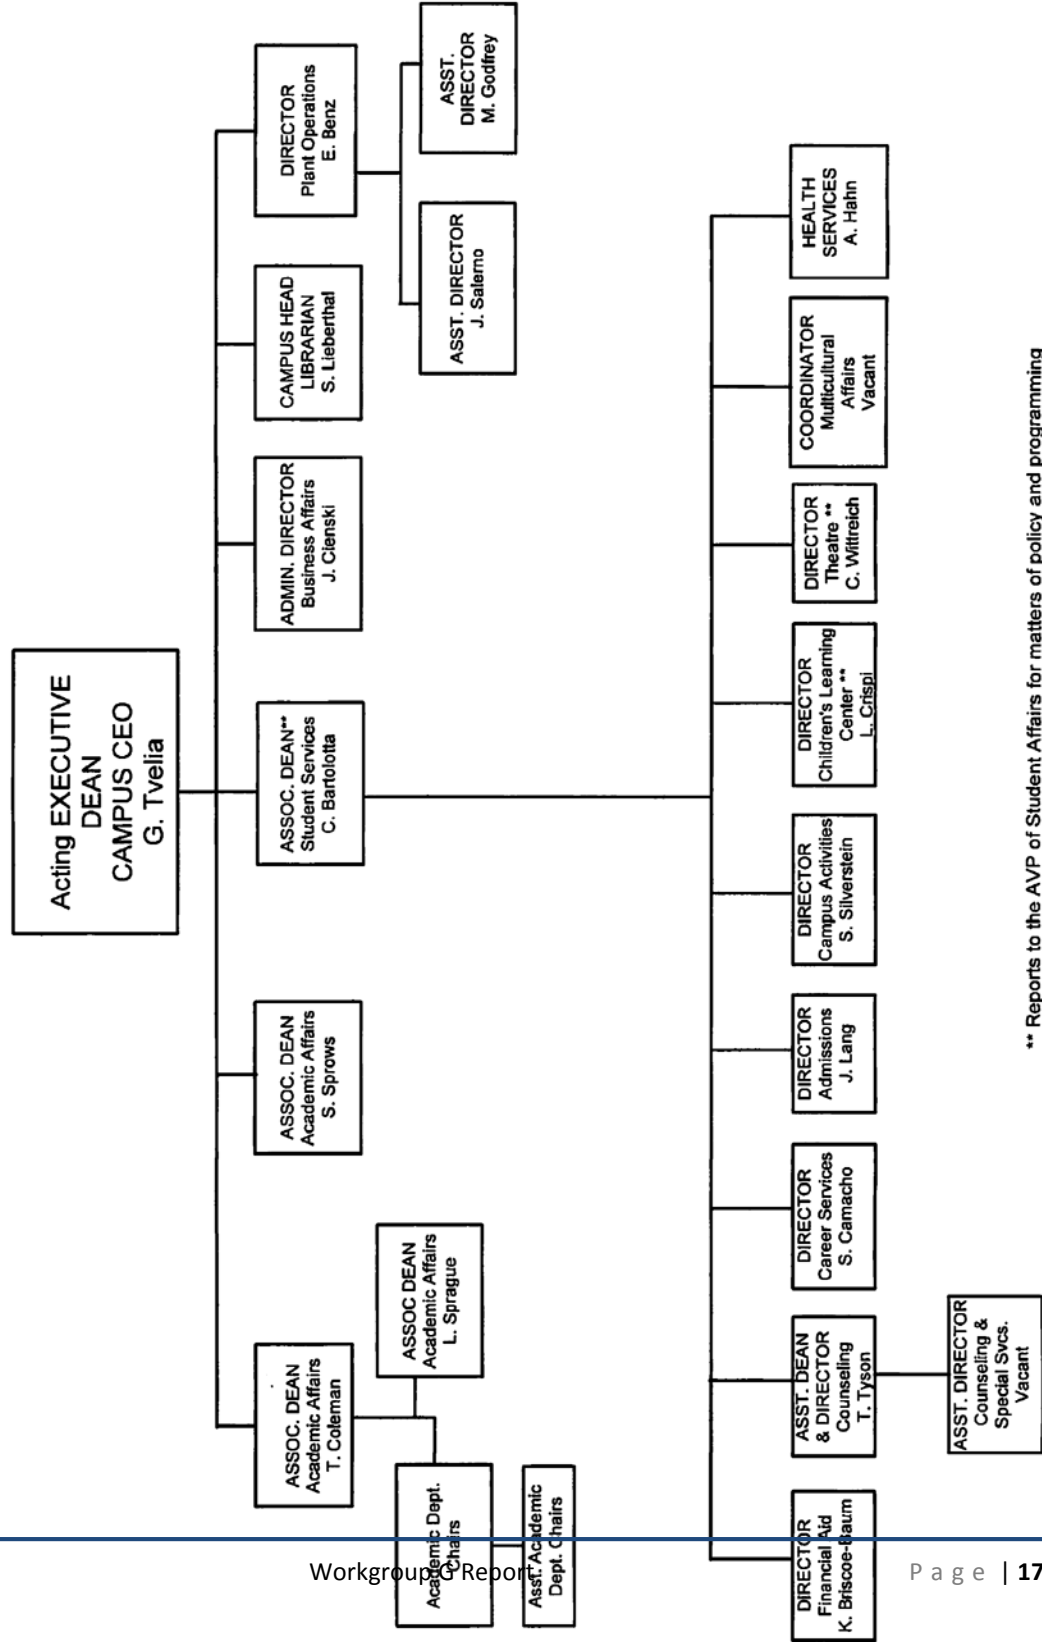 Acting EXECUTIVE
DEAN
CAMPUS CEO
G. Tvelia
ASSOC. DEAN
Academic Affairs
T. Coleman
ASSOC. DEAN
Academic Affairs
S. Sprows
ASSOC. DEAN**
Student Services
C. Bartolotta
ADMIN. DIRECTOR
Business Affairs
J. Cienski
CAMPUS HEAD
LIBRARIAN
S. Lieberthal
DIRECTOR
Plant Operations
E. Benz
ASSOC DEAN
Academic Affairs
L. Sprague
Academic Dept.
Chairs
Asst. Academic
Dept. Chairs
ASST. DIRECTOR
J. Salerno
ASST.
DIRECTOR
M. Godfrey
DIRECTOR
Financial Aid
K. Briscoe-Baum
ASST. DEAN
& DIRECTOR
Counseling
T. Tyson
DIRECTOR
Career Services
S. Camacho
DIRECTOR
Admissions
J. Lang
DIRECTOR
Campus Activities
S. Silverstein
DIRECTOR
Children's Learning
Center **
L. Crispi
DIRECTOR
Theatre **
C. Wittreich
COORDINATOR
Multicultural
Affairs
Vacant
HEALTH
SERVICES
A. Hahn
ASST. DIRECTOR
Counseling &
Special Svcs.
Vacant
** Reports to the AVP of Student Affairs for matters of policy and programming
Workgroup G Report
Page | 17